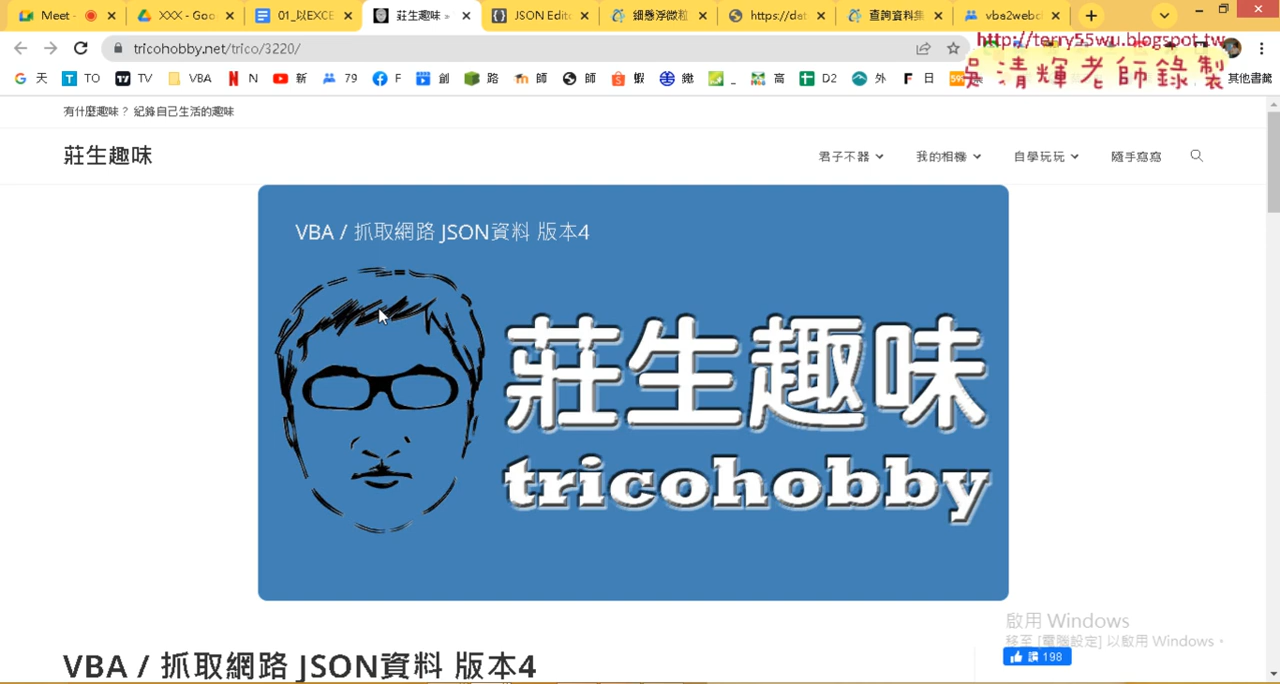 Meet -
XXX - Goo
01_以EXCE
莊生趣味 »
JSON Edito
細懸浮微粒
https://dat
查詢資料集
vba2webcl
tricohobby.net/trico/3220/
http://terry55wu.blogspot.tw
吳清輝老師錄製
天
TO
TV
VBA
N
新
79
F
創
路
師
師
蝦
高
D2
外
日
其他書籤
有什麼趣味? 紀錄自己生活的趣味
莊生趣味
君子不器
我的相機
自學玩玩
隨手寫寫
VBA / 抓取網路 JSON資料 版本4
莊生趣味
tricohobby
啟用 Windows
移至 [電腦設定] 以啟用 Windows。
讚 198
VBA / 抓取網路 JSON資料 版本4